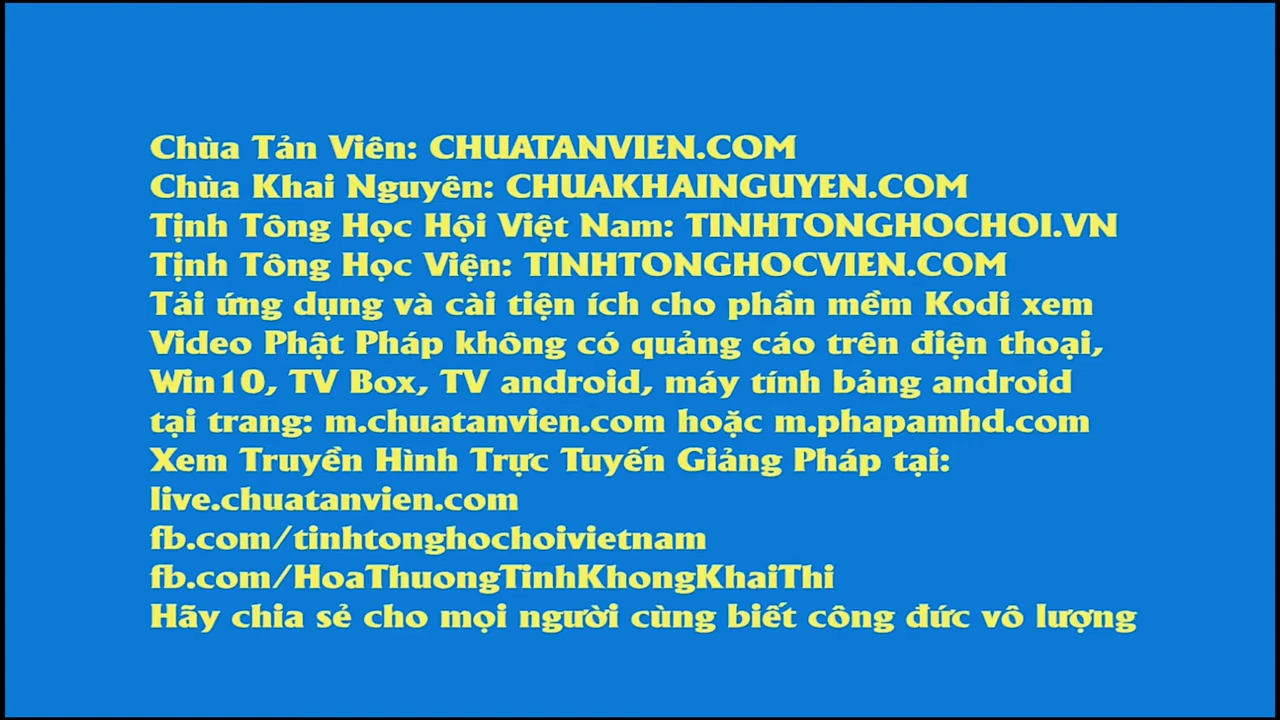 Chùa Tản Viên: CHUATANVIEN.COM
Chùa Khai Nguyên: CHUAKHAINGUYEN.COM
Tịnh Tông Học Hội Việt Nam: TINHTONGHOCHOI.VN
Tịnh Tông Học Viện: TINHTONGHOCVIEN.COM
Tải ứng dụng và cài tiện ích cho phần mềm Kodi xem
Video Phật Pháp không có quảng cáo trên điện thoại,
Win10, TV Box, TV android, máy tính bảng android
tại trang: m.chuatanvien.com hoặc m.phapamhd.com
Xem Truyền Hình Trực Tuyến Giảng Pháp tại:
live.chuatanvien.com
fb.com/tinhtonghochoivietnam
fb.com/HoaThuongTinhKhongKhaiThi
Hãy chia sẻ cho mọi người cùng biết công đức vô lượng